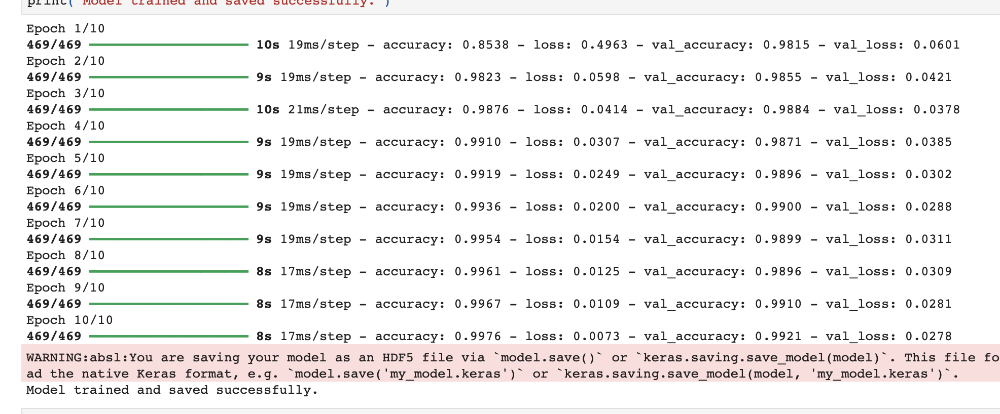 print("Model trained and saved successfully.")
Epoch 1/10
469/469 10s 19ms/step - accuracy: 0.8538 - loss: 0.4963 - val_accuracy: 0.9815 - val_loss: 0.0601
Epoch 2/10
469/469 9s 19ms/step - accuracy: 0.9823 - loss: 0.0598 - val_accuracy: 0.9855 - val_loss: 0.0421
Epoch 3/10
469/469 10s 21ms/step - accuracy: 0.9876 - loss: 0.0414 - val_accuracy: 0.9884 - val_loss: 0.0378
Epoch 4/10
469/469 9s 19ms/step - accuracy: 0.9910 - loss: 0.0307 - val_accuracy: 0.9871 - val_loss: 0.0385
Epoch 5/10
469/469 9s 19ms/step - accuracy: 0.9919 - loss: 0.0249 - val_accuracy: 0.9896 - val_loss: 0.0302
Epoch 6/10
469/469 9s 19ms/step - accuracy: 0.9936 - loss: 0.0200 - val_accuracy: 0.9900 - val_loss: 0.0288
Epoch 7/10
469/469 9s 19ms/step - accuracy: 0.9954 - loss: 0.0154 - val_accuracy: 0.9899 - val_loss: 0.0311
Epoch 8/10
469/469 8s 17ms/step - accuracy: 0.9961 - loss: 0.0125 - val_accuracy: 0.9896 - val_loss: 0.0309
Epoch 9/10
469/469 8s 17ms/step - accuracy: 0.9967 - loss: 0.0109 - val_accuracy: 0.9910 - val_loss: 0.0281
Epoch 10/10
469/469 8s 17ms/step - accuracy: 0.9976 - loss: 0.0073 - val_accuracy: 0.9921 - val_loss: 0.0278
WARNING:absl:You are saving your model as an HDF5 file via `model.save()` or `keras.saving.save_model(model)`. This file fo
ad the native Keras format, e.g. `model.save('my_model.keras')` or `keras.saving.save_model(model, 'my_model.keras')`.
Model trained and saved successfully.